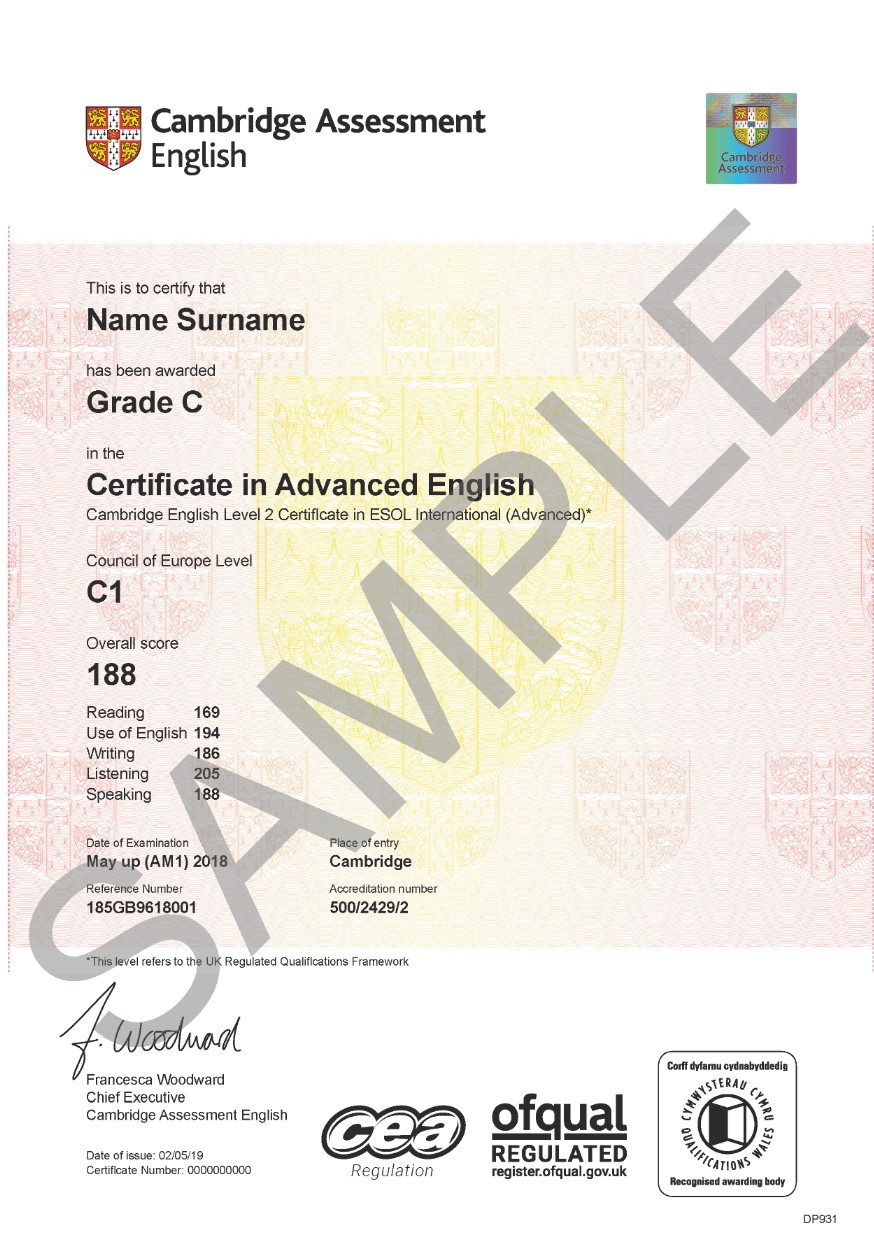 Cambridge Assessment
English
Cambridge
Assessment
This is to certify that
Name Surname
has been awarded
Grade C
in the
Certificate in Advanced English
Cambridge English Level 2 Certificate in ESOL International (Advanced)*
Council of Europe Level
C1
Overall score
188
Reading 169
Use of English 194
Writing 186
Listening 205
Speaking 188
Date of Examination
May up (AM1) 2018
Place of entry
Cambridge
Reference Number
185GB9618001
Accreditation number
500/2429/2
*This level refers to the UK Regulated Qualifications Framework
SAMPLE
F. Woodward
Francesca Woodward
Chief Executive
Cambridge Assessment English
Date of issue: 02/05/19
Certificate Number: 0000000000
cea
Regulation
ofqual
REGULATED
register.ofqual.gov.uk
Corff dyfarnu cydnabyddedig
CYMWYSTERAU CYMRU
QUALIFICATIONS WALES
Recognised awarding body
DP931